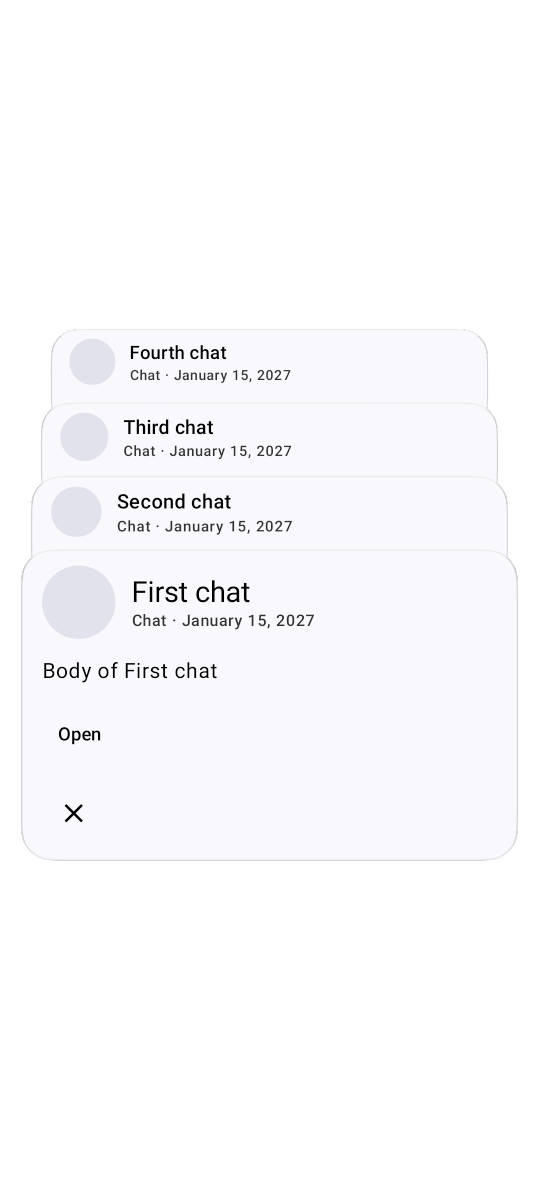 Fourth chat
Chat · January 15, 2027
Third chat
Chat · January 15, 2027
Second chat
Chat · January 15, 2027
First chat
Chat · January 15, 2027
Body of First chat
Open